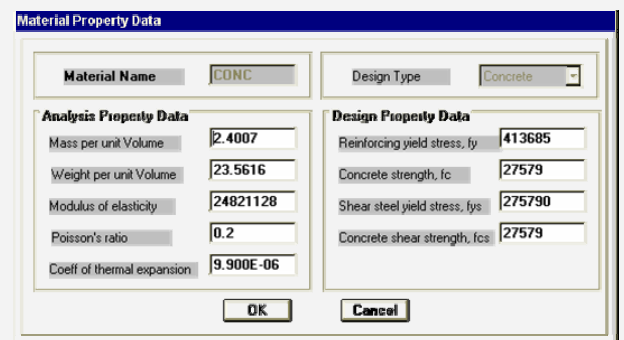 Material Property Data
Material Name CONC
Design Type Concrete
Analysis Property Data
Mass per unit Volume 2.4007
Weight per unit Volume 23.5616
Modulus of elasticity 24821128
Poisson's ratio 0.2
Coeff of thermal expansion 9.900E-06
Design Property Data
Reinforcing yield stress, fy 413685
Concrete strength, fc 27579
Shear steel yield stress, fys 275790
Concrete shear strength, fcs 27579
OK Cancel